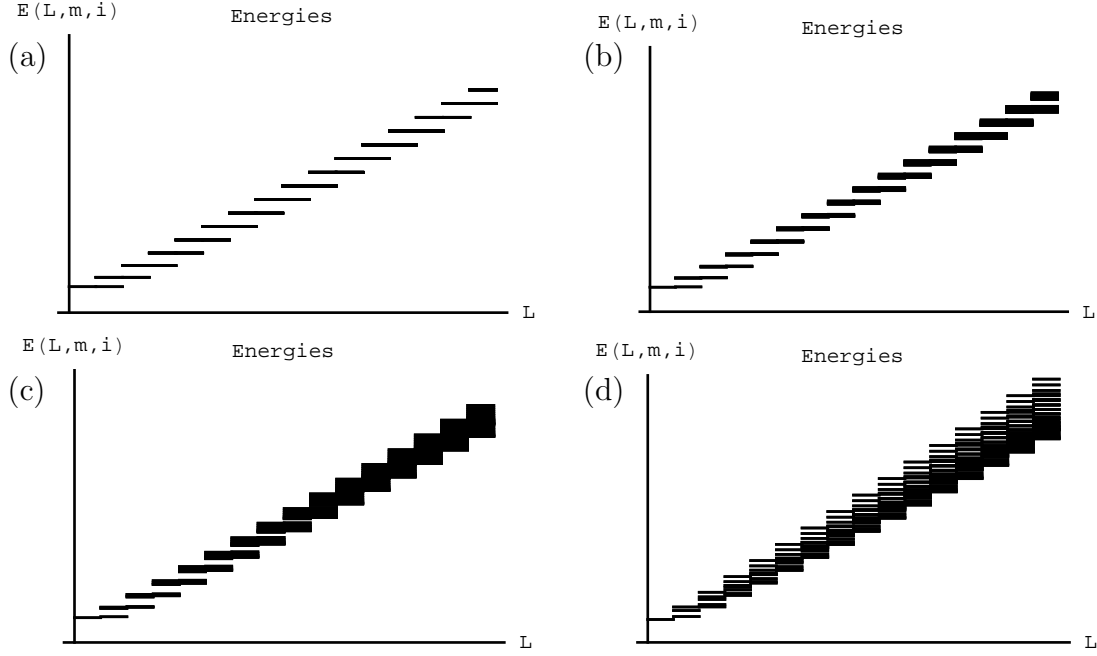 E(L,m,i)
Energies
(a)
L
E(L,m,i)
Energies
(b)
L
E(L,m,i)
Energies
(c)
L
E(L,m,i)
Energies
(d)
L